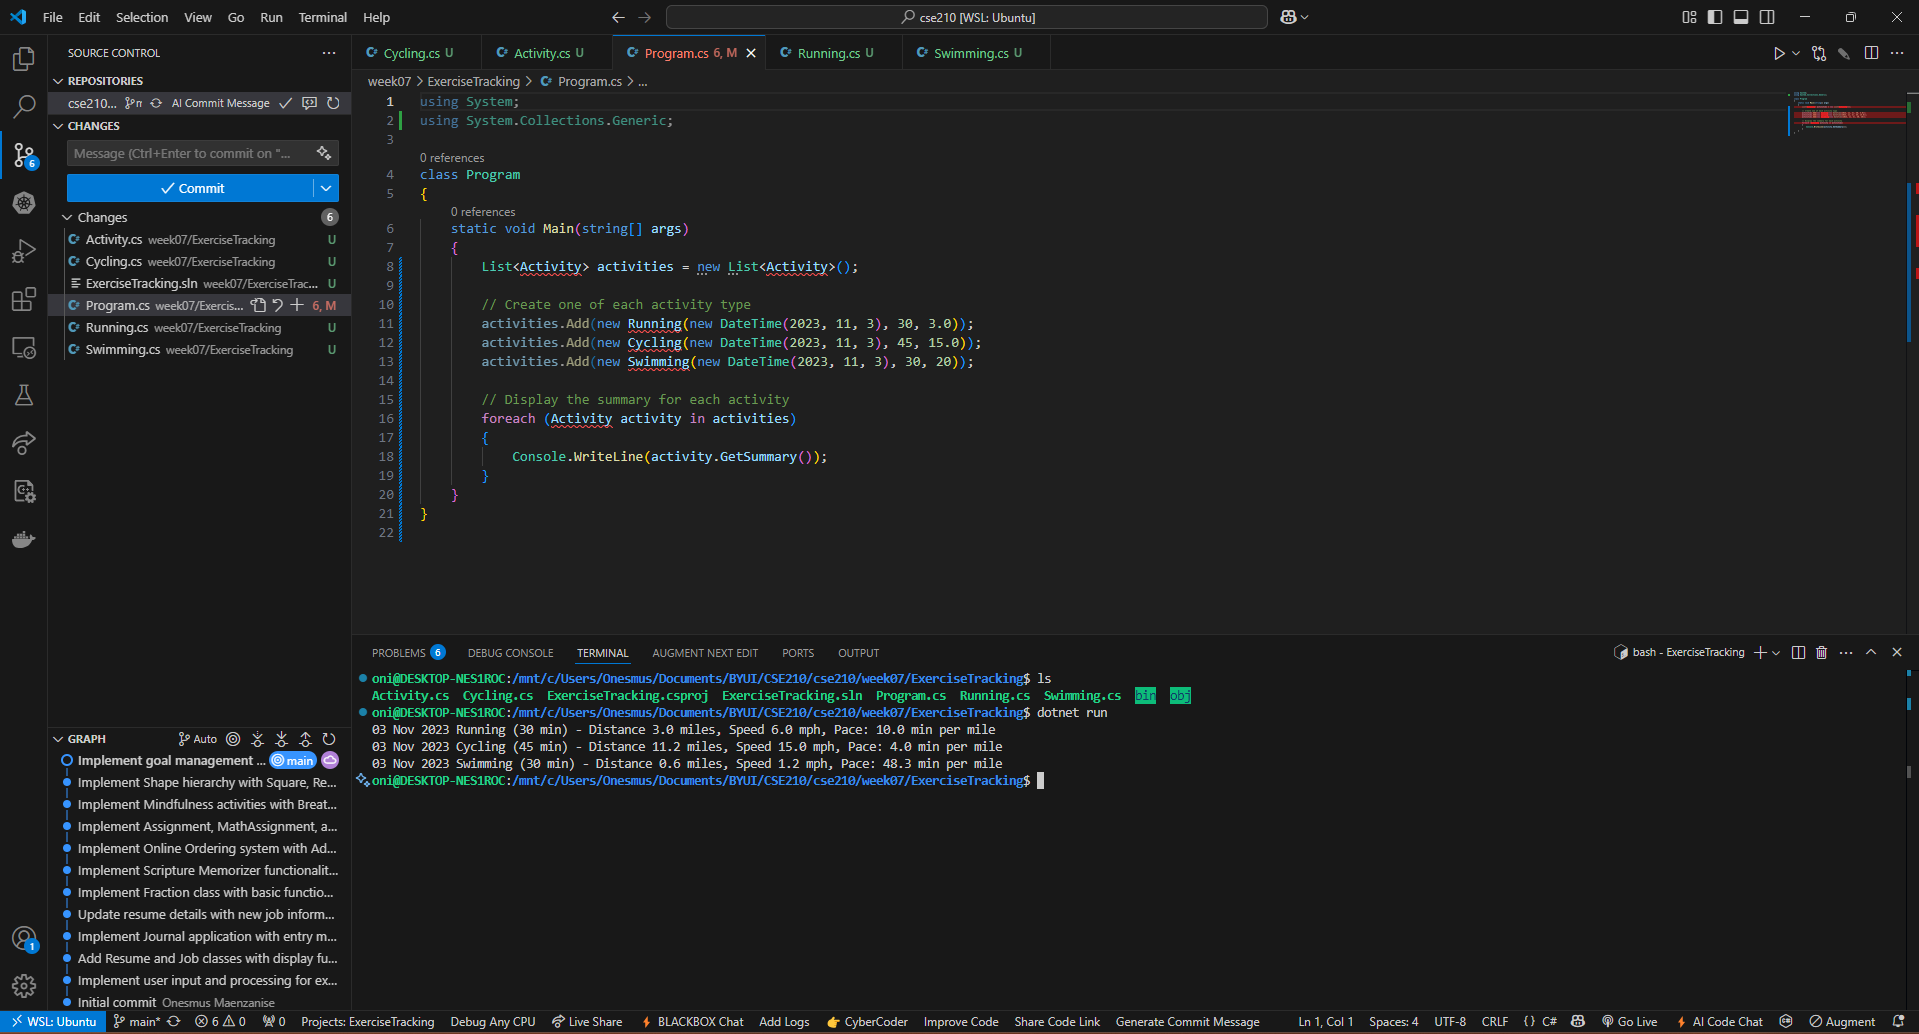 File Edit Selection View Go Run Terminal Help
cse210 [WSL: Ubuntu]
SOURCE CONTROL
REPOSITORIES
cse210... AI Commit Message
CHANGES
Message (Ctrl+Enter to commit on "...
Commit
Changes 6
Activity.cs week07/ExerciseTracking U
Cycling.cs week07/ExerciseTracking U
ExerciseTracking.sln week07/ExerciseTrac... U
Program.cs week07/Exercis... 6, M
Running.cs week07/ExerciseTracking U
Swimming.cs week07/ExerciseTracking U
6
GRAPH Auto
Implement goal management ... main
Implement Shape hierarchy with Square, Re...
Implement Mindfulness activities with Breat...
Implement Assignment, MathAssignment, a...
Implement Online Ordering system with Ad...
Implement Scripture Memorizer functionalit...
Implement Fraction class with basic functio...
Update resume details with new job inform...
Implement Journal application with entry m...
Add Resume and Job classes with display fu...
Implement user input and processing for ex...
Initial commit Onesmus Maenzanise
1
Cycling.cs U Activity.cs U Program.cs 6, M Running.cs U Swimming.cs U
week07 > ExerciseTracking > Program.cs > ...
1 using System;
2 using System.Collections.Generic;
3
0 references
4 class Program
5 {
0 references
6 static void Main(string[] args)
7 {
8 List<Activity> activities = new List<Activity>();
9
10 // Create one of each activity type
11 activities.Add(new Running(new DateTime(2023, 11, 3), 30, 3.0));
12 activities.Add(new Cycling(new DateTime(2023, 11, 3), 45, 15.0));
13 activities.Add(new Swimming(new DateTime(2023, 11, 3), 30, 20));
14
15 // Display the summary for each activity
16 foreach (Activity activity in activities)
17 {
18 Console.WriteLine(activity.GetSummary());
19 }
20 }
21 }
22
PROBLEMS 6 DEBUG CONSOLE TERMINAL AUGMENT NEXT EDIT PORTS OUTPUT
bash - ExerciseTracking
oni@DESKTOP-NES1ROC:/mnt/c/Users/Onesmus/Documents/BYUI/CSE210/cse210/week07/ExerciseTracking$ ls
Activity.cs Cycling.cs ExerciseTracking.csproj ExerciseTracking.sln Program.cs Running.cs Swimming.cs bin obj
oni@DESKTOP-NES1ROC:/mnt/c/Users/Onesmus/Documents/BYUI/CSE210/cse210/week07/ExerciseTracking$ dotnet run
03 Nov 2023 Running (30 min) - Distance 3.0 miles, Speed 6.0 mph, Pace: 10.0 min per mile
03 Nov 2023 Cycling (45 min) - Distance 11.2 miles, Speed 15.0 mph, Pace: 4.0 min per mile
03 Nov 2023 Swimming (30 min) - Distance 0.6 miles, Speed 1.2 mph, Pace: 48.3 min per mile
oni@DESKTOP-NES1ROC:/mnt/c/Users/Onesmus/Documents/BYUI/CSE210/cse210/week07/ExerciseTracking$
WSL: Ubuntu main* 6 0 0 Projects: ExerciseTracking Debug Any CPU Live Share BLACKBOX Chat Add Logs CyberCoder Improve Code Share Code Link Generate Commit Message Ln 1, Col 1 Spaces: 4 UTF-8 CRLF {} C# Go Live AI Code Chat Augment